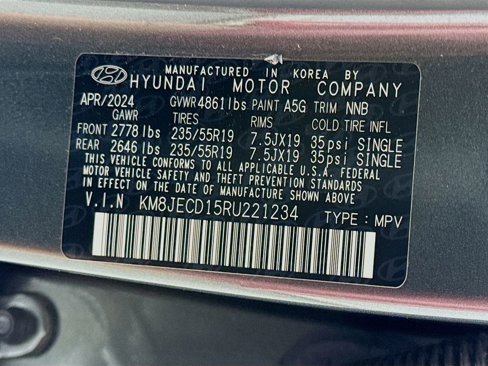 MANUFACTURED IN KOREA BY
HYUNDAI MOTOR COMPANY
APR/2024 GVWR4861lbs PAINT A5G TRIM NNB
GAWR TIRES RIMS COLD TIRE INFL
FRONT 2778 lbs 235/55R19 7.5JX19 35psi SINGLE
REAR 2646 lbs 235/55R19 7.5JX19 35psi SINGLE
THIS VEHICLE CONFORMS TO ALL APPLICABLE U.S.A. FEDERAL
MOTOR VEHICLE SAFETY AND THEFT PREVENTION STANDARDS
IN EFFECT ON THE DATE OF MANUFACTURE SHOWN ABOVE
V.I.N KM8JECD15RU221234 TYPE : MPV